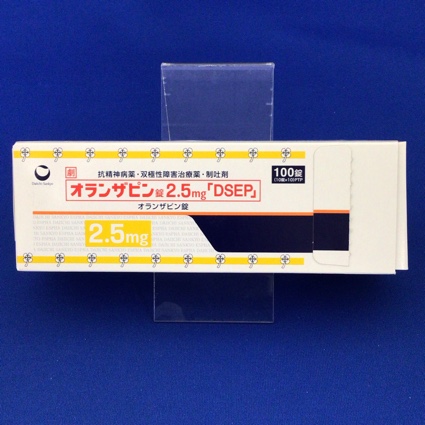 劇
抗精神病薬・双極性障害治療薬・制吐剤
100錠
(10錠×10)PTP
オランザピン錠2.5mg「DSEP」
オランザピン錠
2.5mg
Daiichi-Sankyo